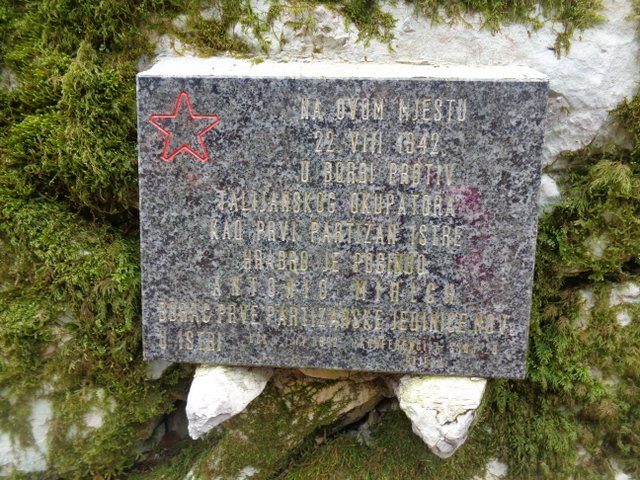 NA OVOM MJESTU
22. VIII 1942
U BORBI PROTIV
TALIJANSKOG OKUPATORA
KAO PRVI PARTIZAN ISTRE
HRABRO JE POGINUO
ANTONIO
BORAC PRVE PARTIZANSKE JEDINICE NOV
U ISTRI